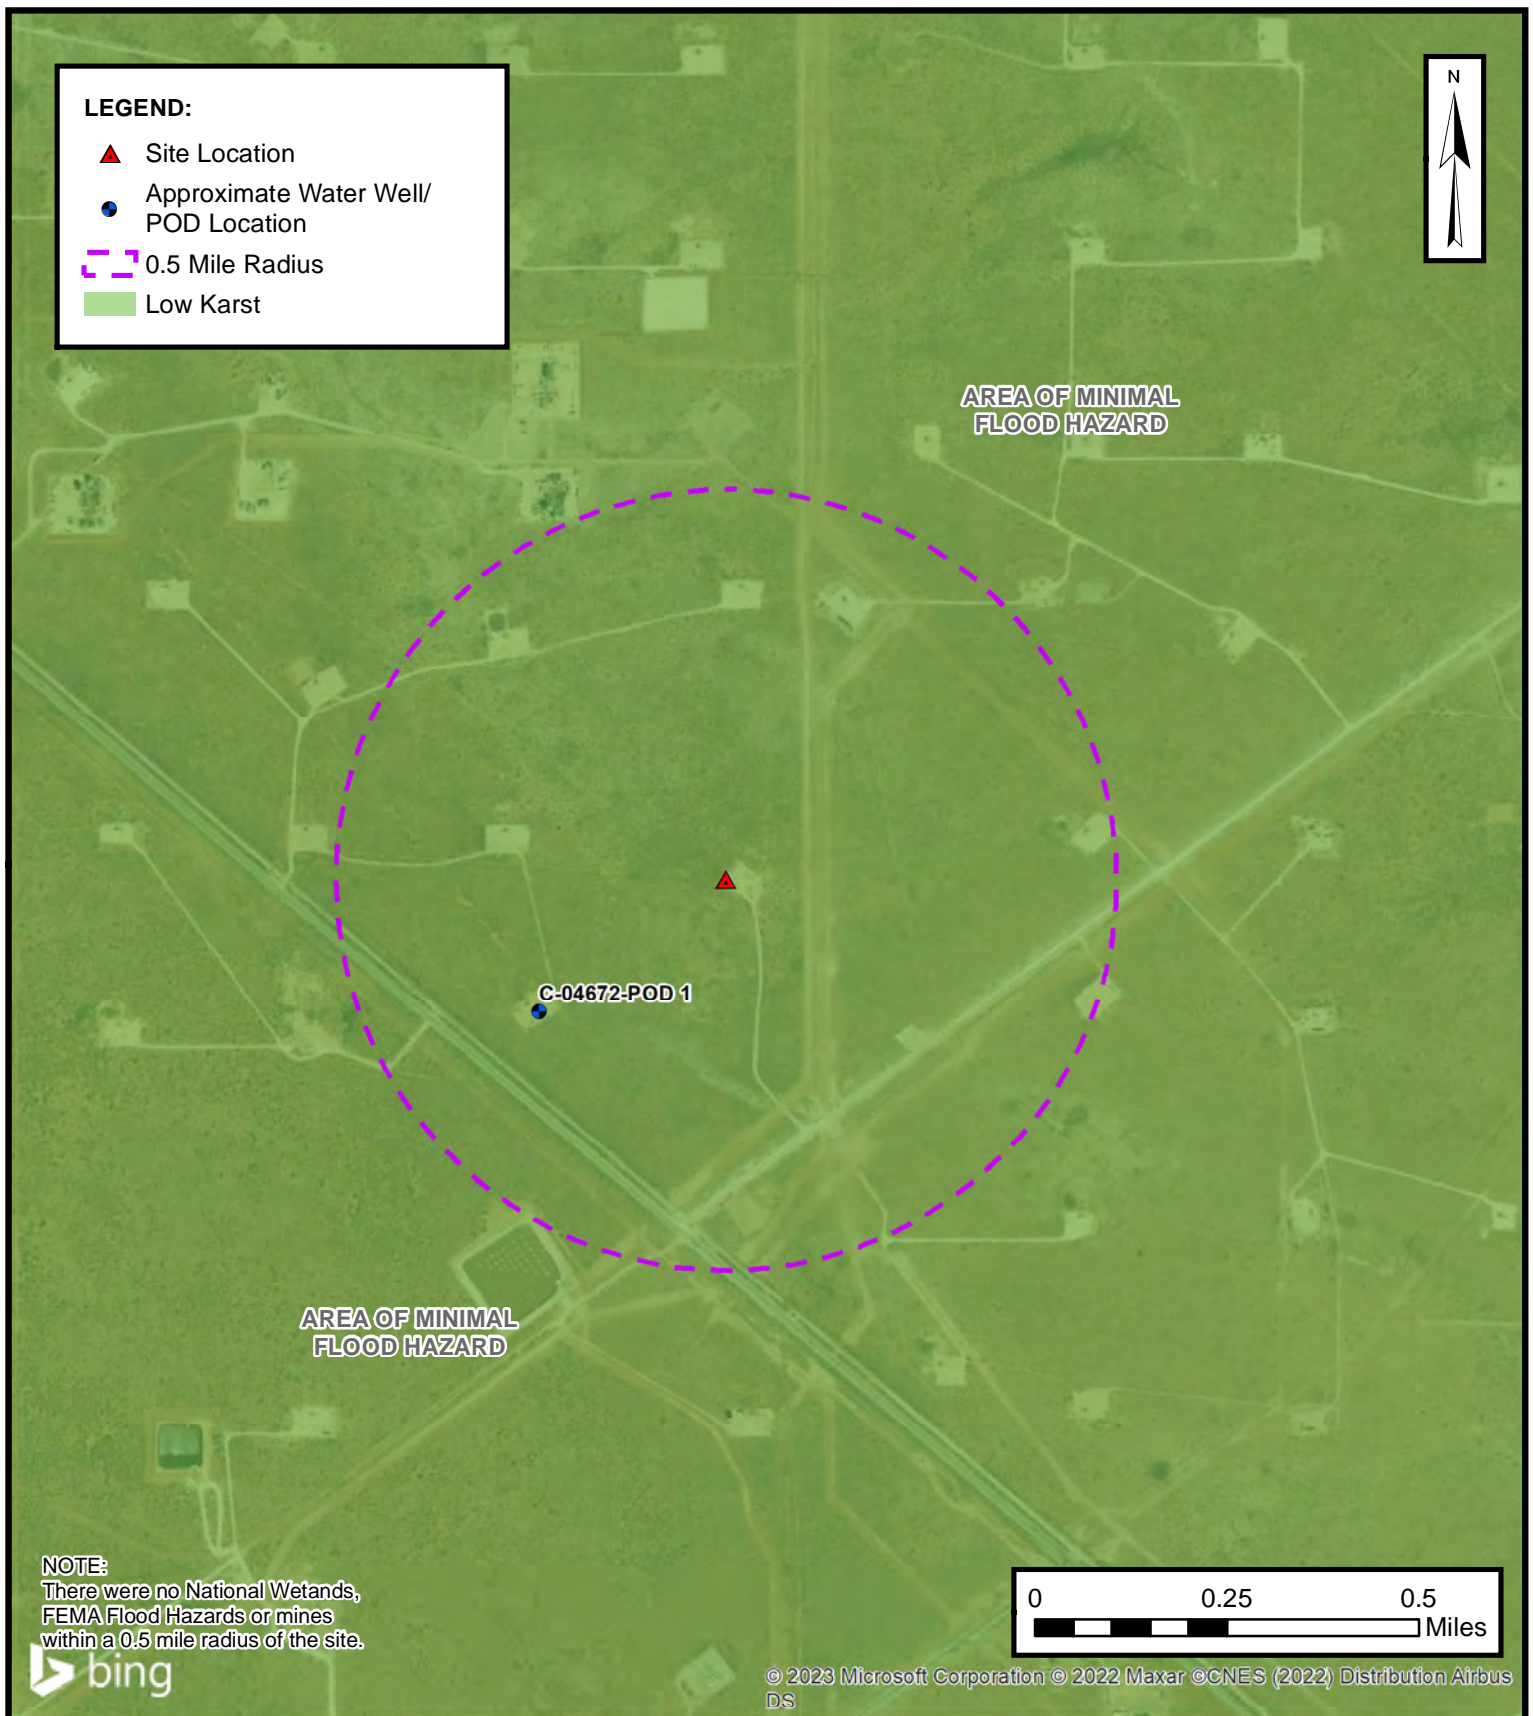 LEGEND:
Site Location
Approximate Water Well/
POD Location
0.5 Mile Radius
Low Karst
N
AREA OF MINIMAL
FLOOD HAZARD
C-04672-POD 1
AREA OF MINIMAL
FLOOD HAZARD
NOTE:
There were no National Wetands,
FEMA Flood Hazards or mines
within a 0.5 mile radius of the site.
bing
0 0.25 0.5
Miles
© 2023 Microsoft Corporation © 2022 Maxar ©CNES (2022) Distribution Airbus
DS